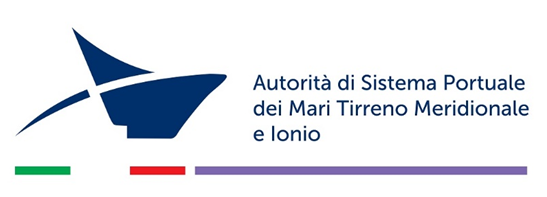 Autorità di Sistema Portuale
dei Mari Tirreno Meridionale
e Ionio